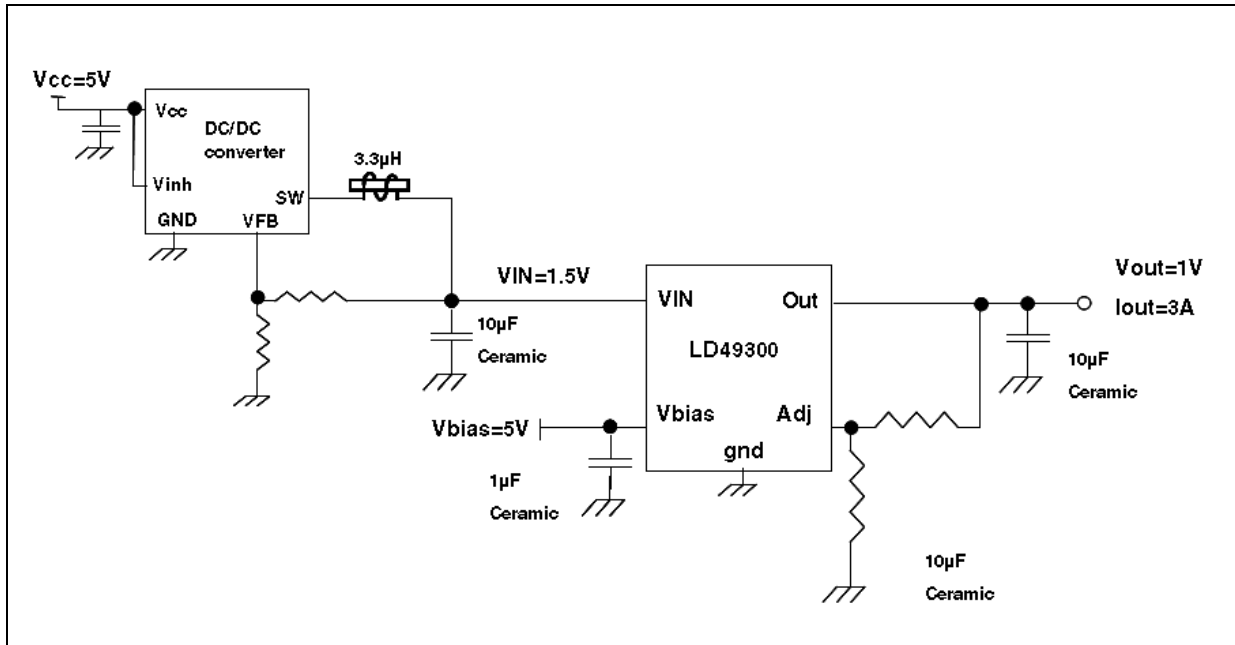 Vcc=5V
Vcc
DC/DC
converter
Vinh
SW
GND
VFB
3.3µH
VIN=1.5V
10µF
Ceramic
VIN
Out
LD49300
Vbias
Adj
gnd
Vbias=5V
1µF
Ceramic
Vout=1V
Iout=3A
10µF
Ceramic
10µF
Ceramic